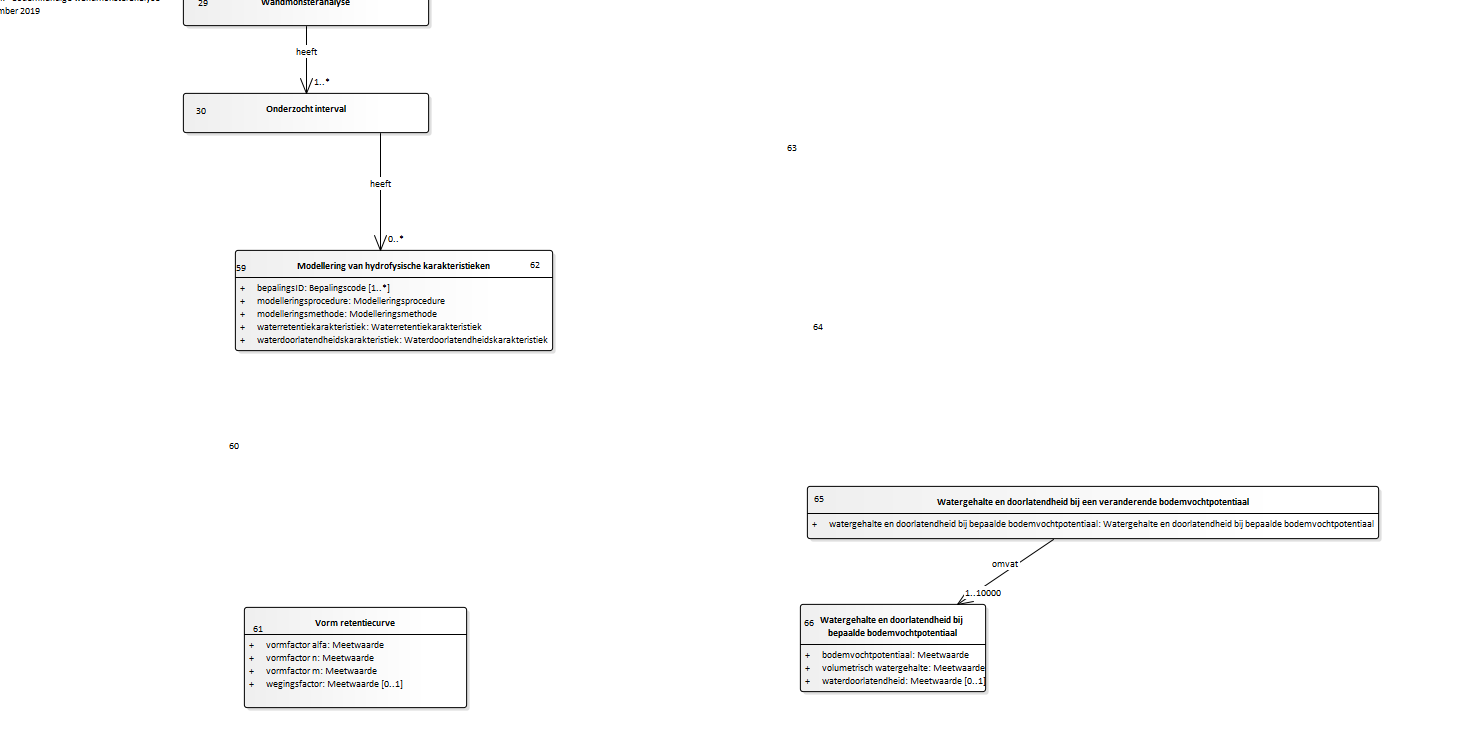 mber 2019
29
Wandmonsteranalyse
heeft
1..*
30
Onderzocht interval
heeft
0..*
63
59
Modellering van hydrofysische karakteristieken
62
+ bepalingsID: Bepalingscode [1..*]
+ modelleringsprocedure: Modelleringsprocedure
+ modelleringsmethode: Modelleringsmethode
+ waterretentiekarakteristiek: Waterretentiekarakteristiek
+ waterdoorlatendheidskarakteristiek: Waterdoorlatendheidskarakteristiek
64
60
65
Watergehalte en doorlatendheid bij een veranderende bodemvochtpotentiaal
+ watergehalte en doorlatendheid bij bepaalde bodemvochtpotentiaal: Watergehalte en doorlatendheid bij bepaalde bodemvochtpotentiaal
omvat
1..10000
61
Vorm retentiecurve
+ vormfactor alfa: Meetwaarde
+ vormfactor n: Meetwaarde
+ vormfactor m: Meetwaarde
+ wegingsfactor: Meetwaarde [0..1]
66
Watergehalte en doorlatendheid bij
bepaalde bodemvochtpotentiaal
+ bodemvochtpotentiaal: Meetwaarde
+ volumetrisch watergehalte: Meetwaarde
+ waterdoorlatendheid: Meetwaarde [0..1]